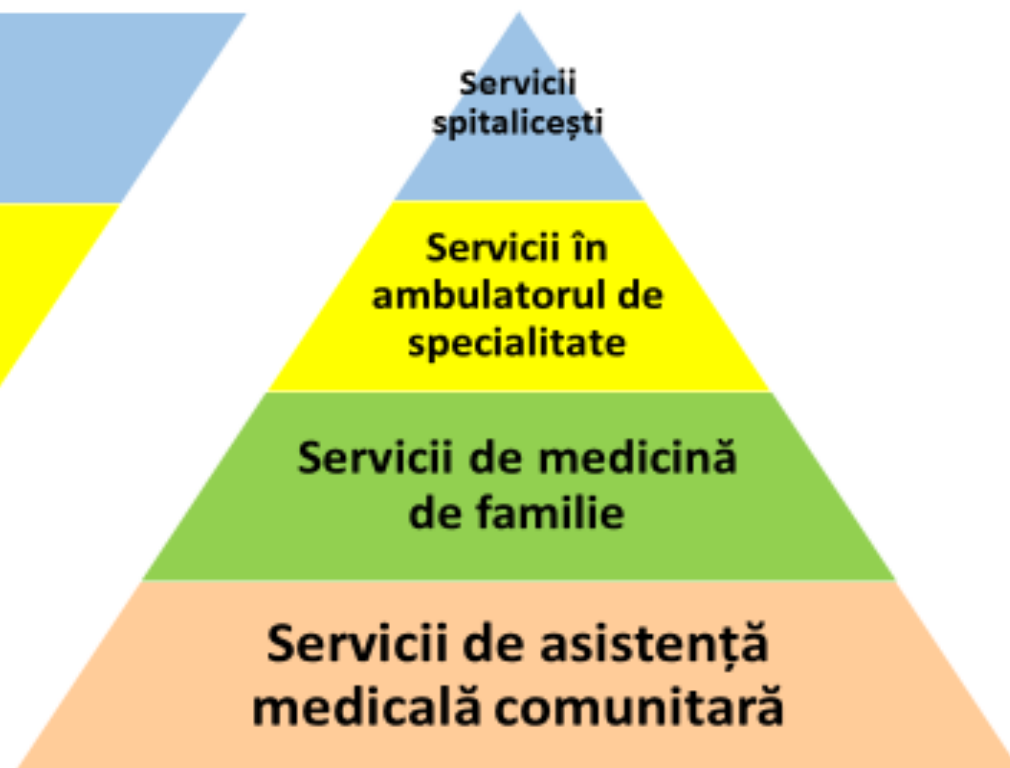 Servicii
spitalicești
Servicii în
ambulatorul de
specialitate
Servicii de medicină
de familie
Servicii de asistență
medicală comunitară